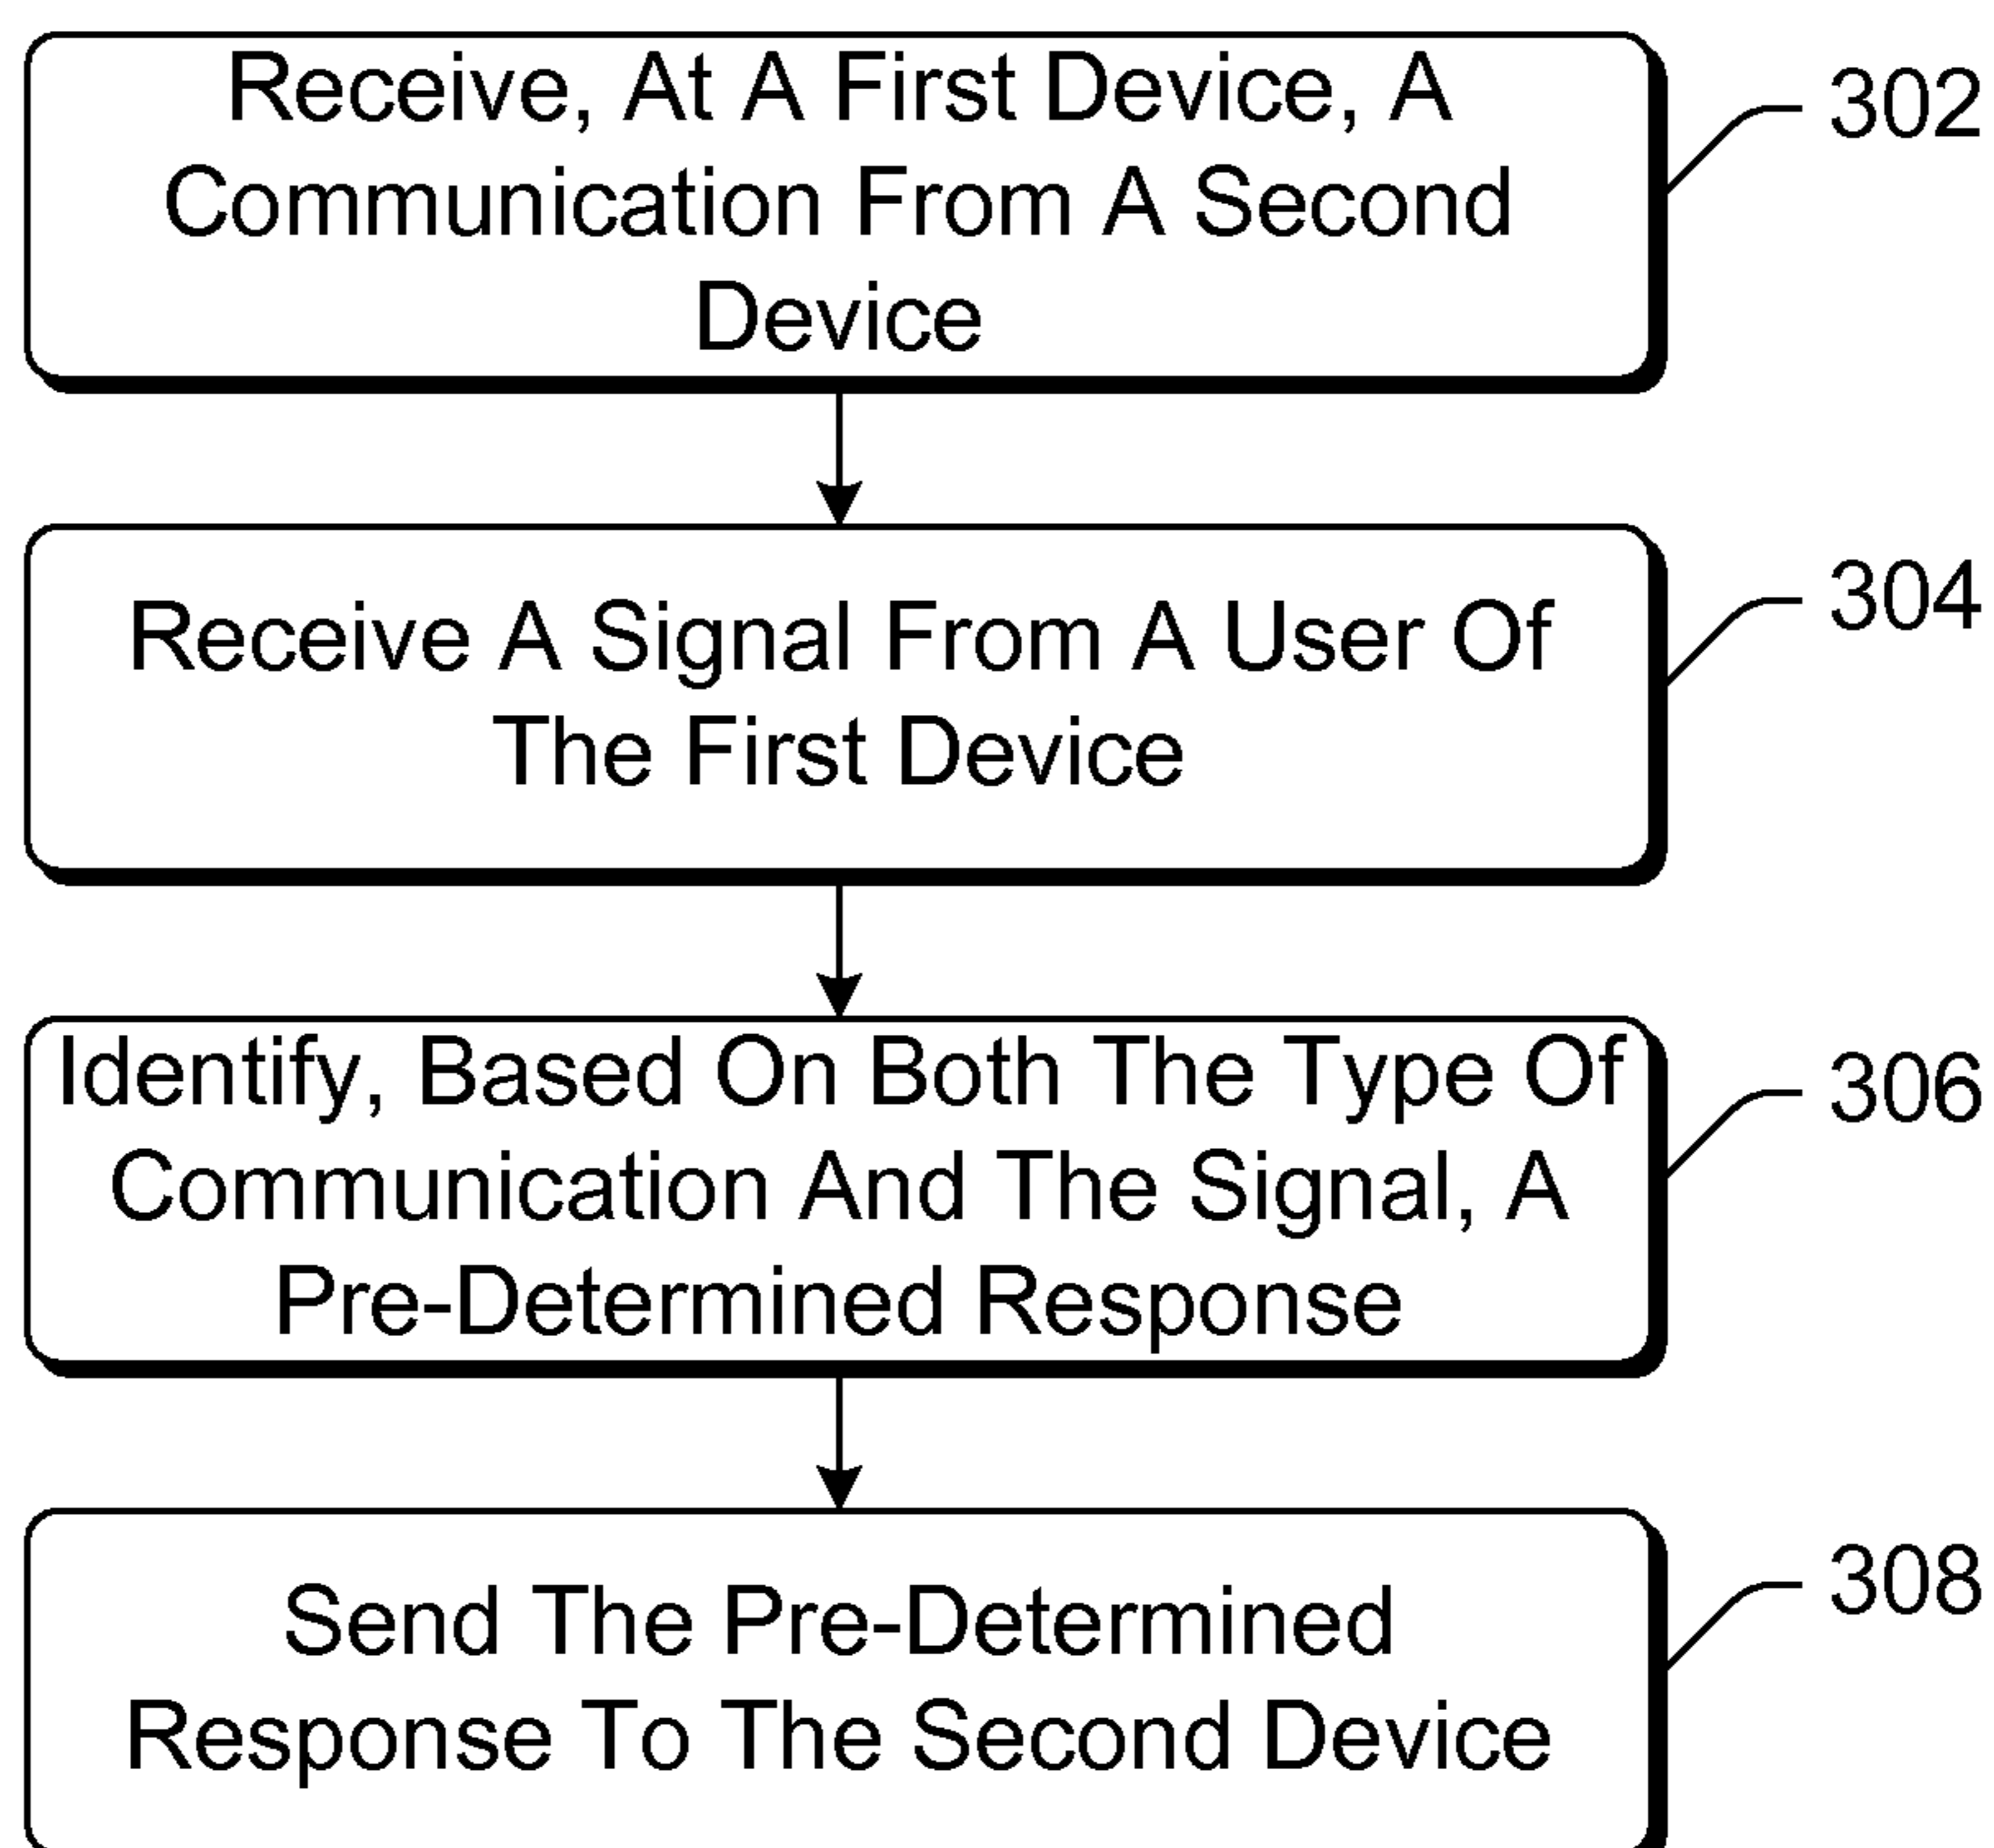 Receive, At A First Device, A
Communication From A Second
Device
302
Receive A Signal From A User Of
The First Device
304
Identify, Based On Both The Type Of
Communication And The Signal, A
Pre-Determined Response
306
Send The Pre-Determined
Response To The Second Device
308